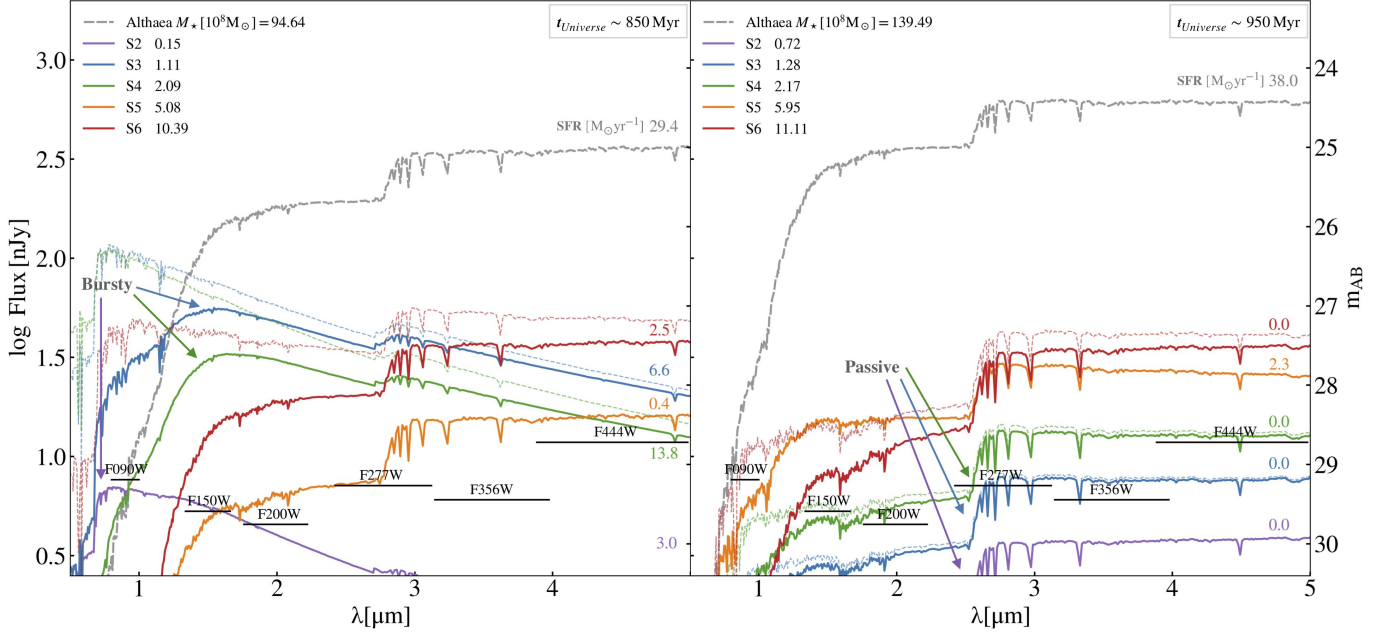 Althaea M⋆[10⁸M⊙] = 94.64
S2 0.15
S3 1.11
S4 2.09
S5 5.08
S6 10.39
t_Universe ~ 850 Myr
SFR [M⊙yr⁻¹] 29.4
Bursty
2.5
6.6
0.4
13.8
3.0
F090W
F150W
F200W
F277W
F356W
F444W
3.0
2.5
2.0
1.5
1.0
0.5
log Flux [nJy]
1
2
3
4
λ[μm]
Althaea M⋆[10⁸M⊙] = 139.49
S2 0.72
S3 1.28
S4 2.17
S5 5.95
S6 11.11
t_Universe ~ 950 Myr
SFR [M⊙yr⁻¹] 38.0
Passive
0.0
2.3
0.0
0.0
0.0
F090W
F150W
F200W
F277W
F356W
F444W
24
25
26
27
28
29
30
m_AB
1
2
3
4
5
λ[μm]